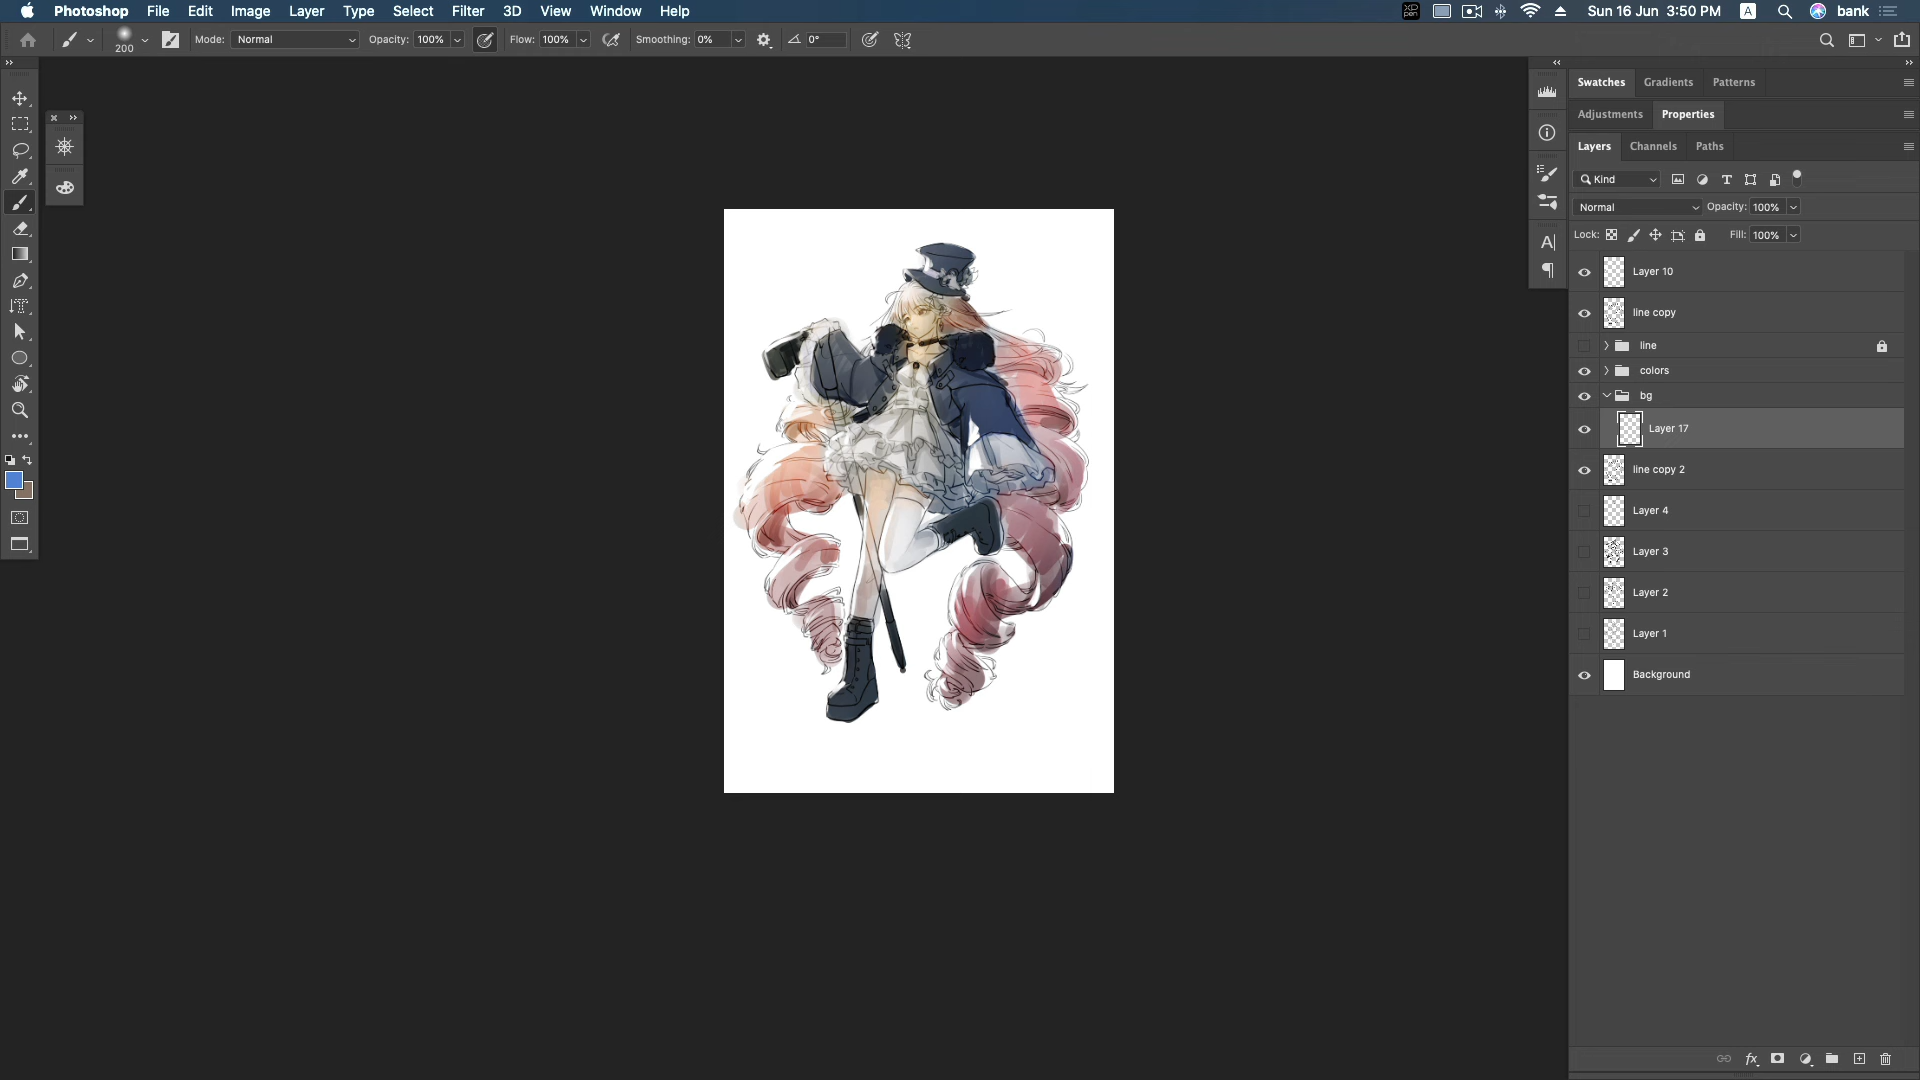 Photoshop File Edit Image Layer Type Select Filter 3D View Window Help
XP pen Sun 16 Jun 3:50 PM A bank
200 Mode: Normal Opacity: 100% Flow: 100% Smoothing: 0% 0°
Swatches Gradients Patterns
Adjustments Properties
Layers Channels Paths
Kind
Normal Opacity: 100%
Lock: Fill: 100%
Layer 10
line copy
line
colors
bg
Layer 17
line copy 2
Layer 4
Layer 3
Layer 2
Layer 1
Background
fx